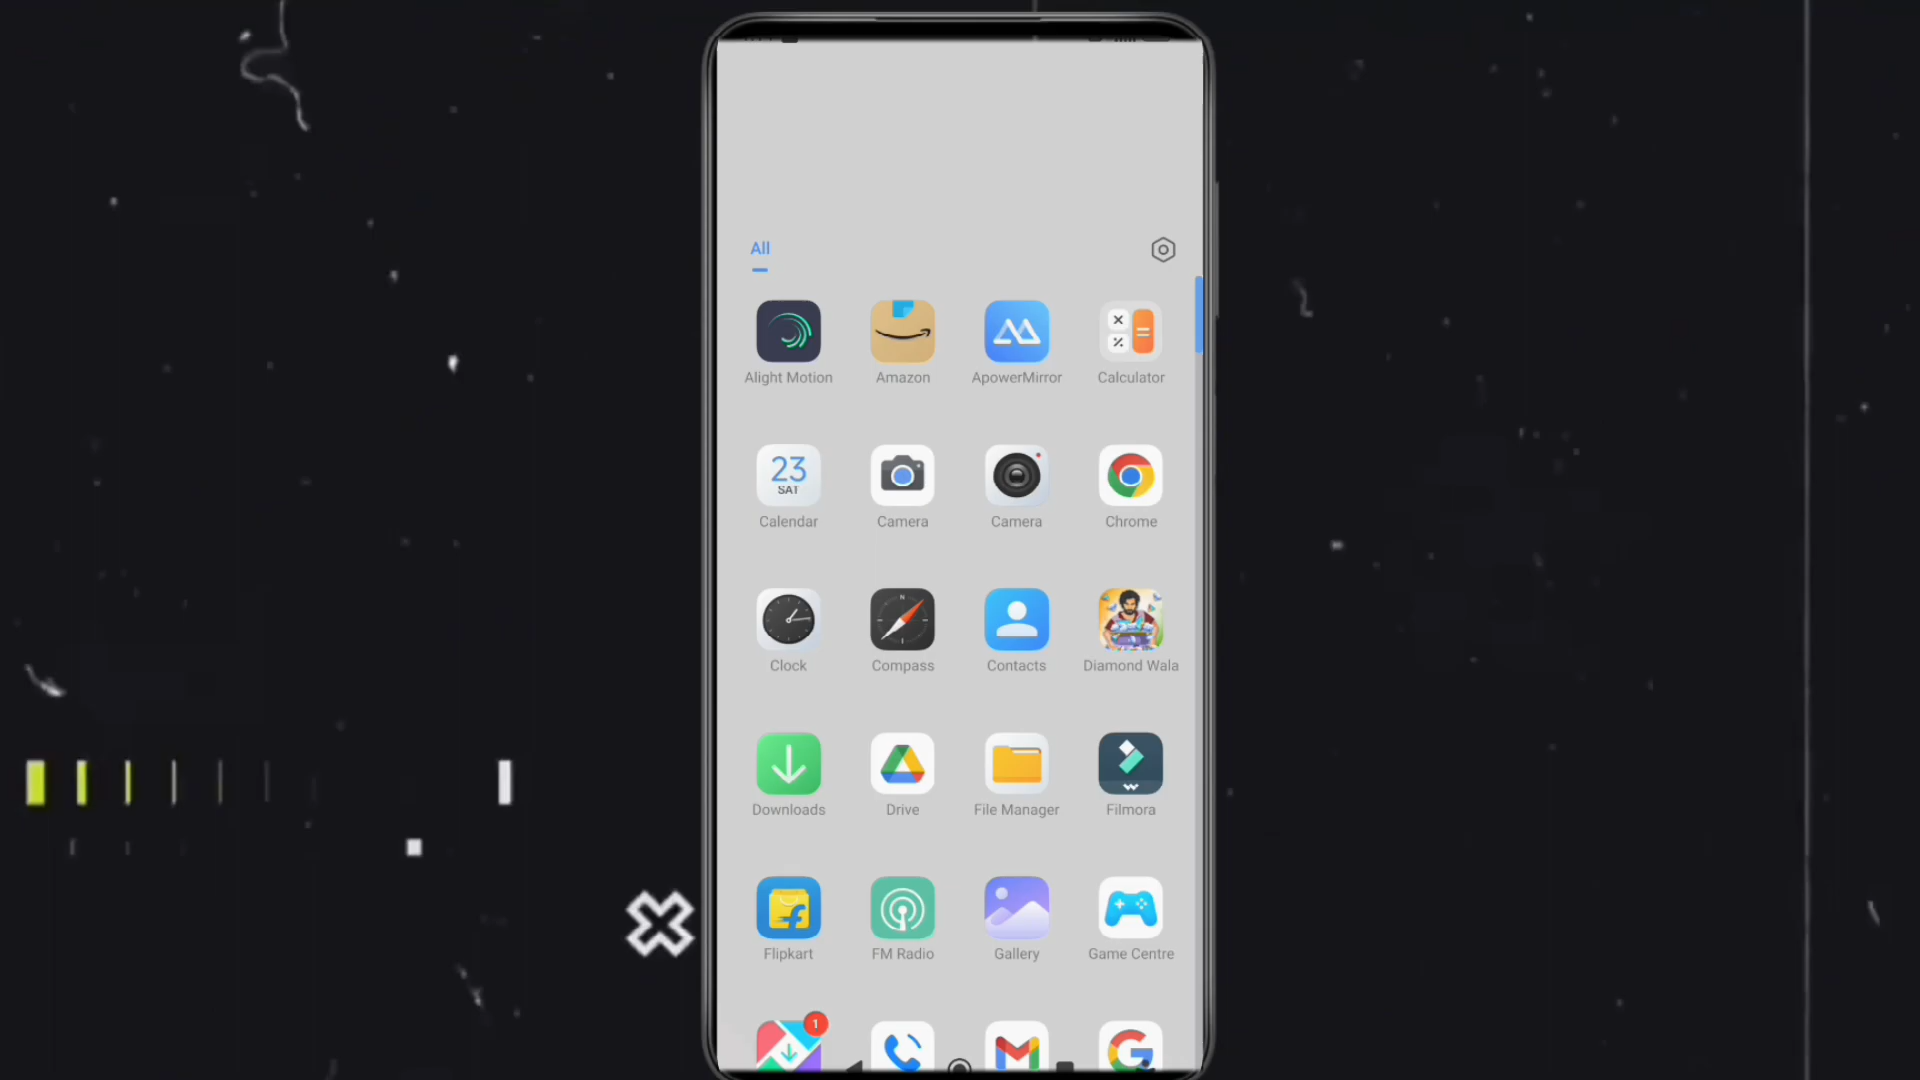 All
Alight Motion Amazon ApowerMirror Calculator
23
SAT
Calendar Camera Camera Chrome
N
Clock Compass Contacts Diamond Wala
Downloads Drive File Manager Filmora
Flipkart FM Radio Gallery Game Centre
1